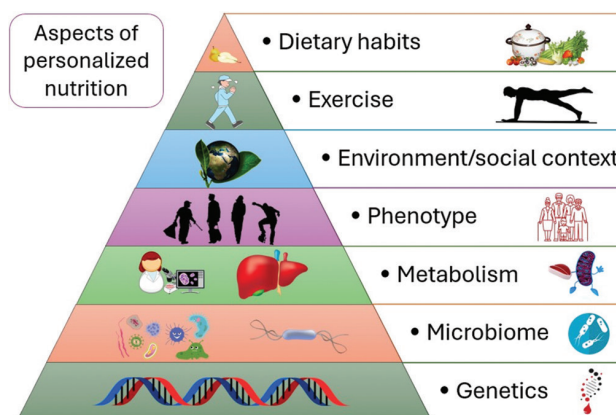 Aspects of
personalized
nutrition
• Dietary habits
• Exercise
• Environment/social context
• Phenotype
• Metabolism
• Microbiome
• Genetics